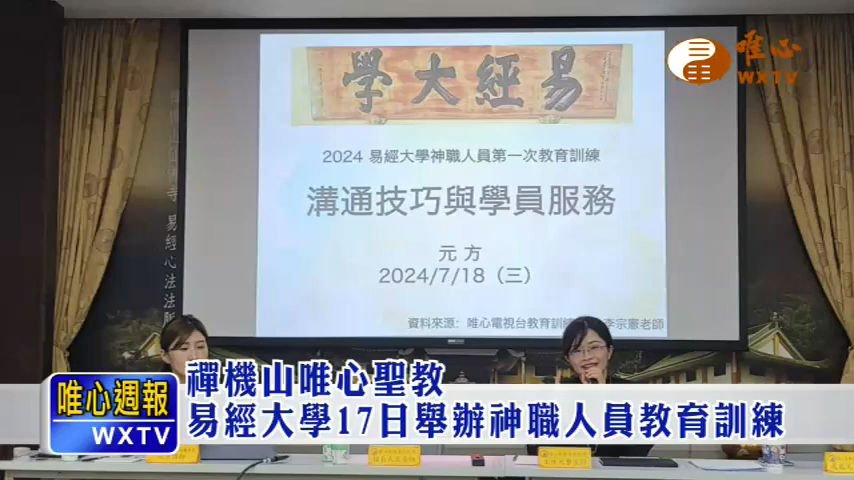 學大經易
唯心
WXTV
2024 易經大學神職人員第一次教育訓練
溝通技巧與學員服務
元方
2024/7/18（三）
資料來源：唯心電視台教育訓練 李宗憲老師
易經心法法脈
唯心週報
WXTV
禪機山唯心聖教
易經大學17日舉辦神職人員教育訓練